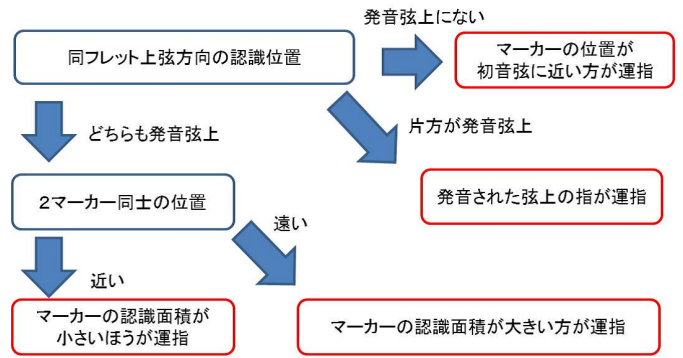 発音弦上にない
同フレット上弦方向の認識位置
マーカーの位置が
初音弦に近い方が運指
どちらも発音弦上
片方が発音弦上
発音された弦上の指が運指
２マーカー同士の位置
遠い
近い
マーカーの認識面積が
小さいほうが運指
マーカーの認識面積が大きい方が運指